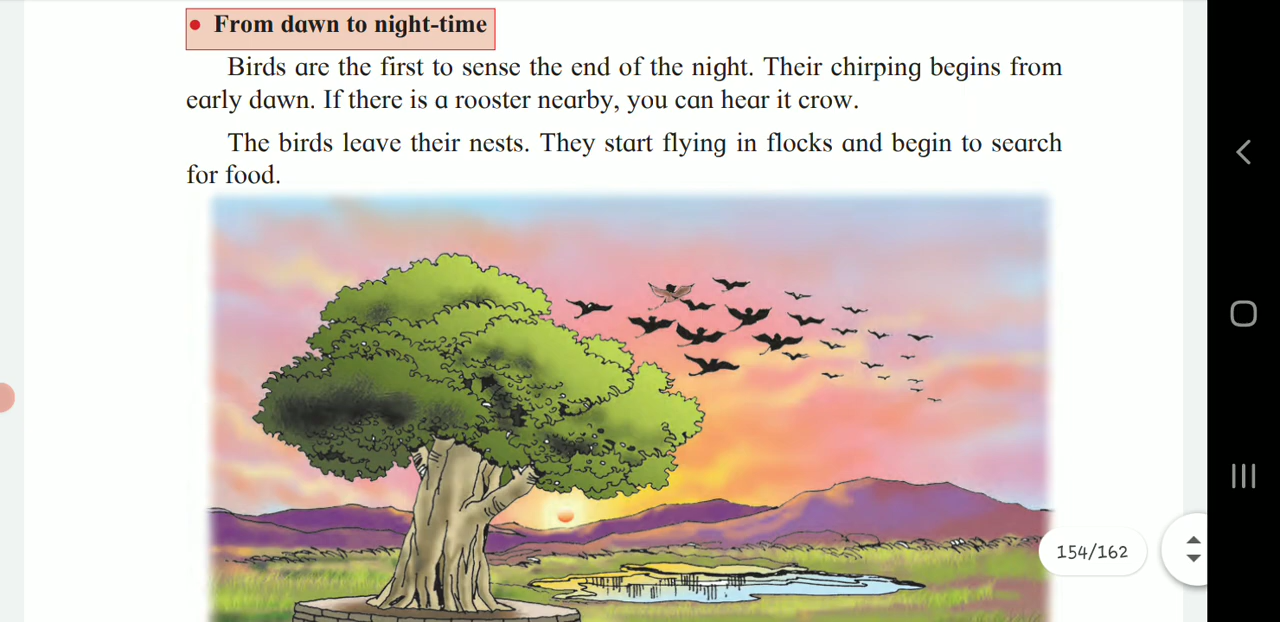 • From dawn to night-time
Birds are the first to sense the end of the night. Their chirping begins from
early dawn. If there is a rooster nearby, you can hear it crow.
The birds leave their nests. They start flying in flocks and begin to search
for food.
154/162